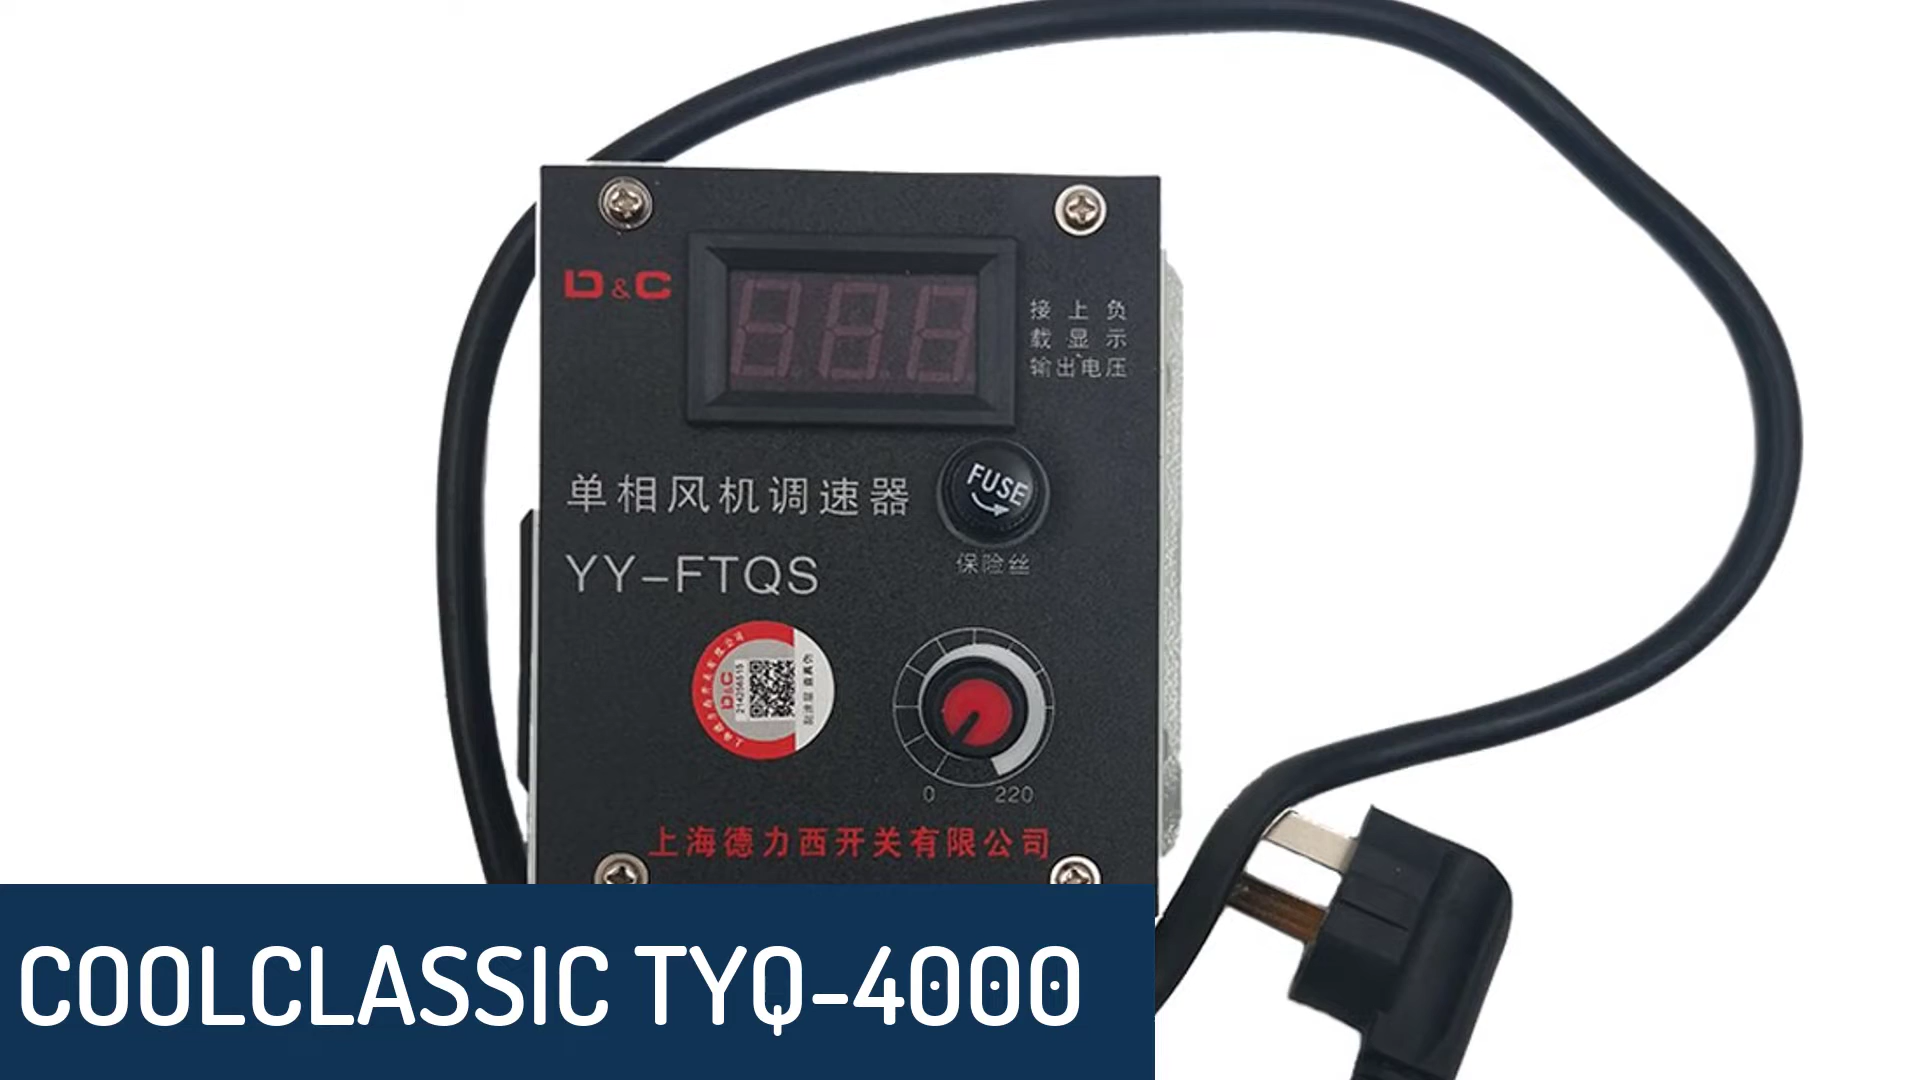 D&C
接上负
载显示
输出电压
FUSE
保险丝
单相风机调速器
YY-FTQS
D&C
0
220
上海德力西开关有限公司
COOLCLASSIC TYQ-4000